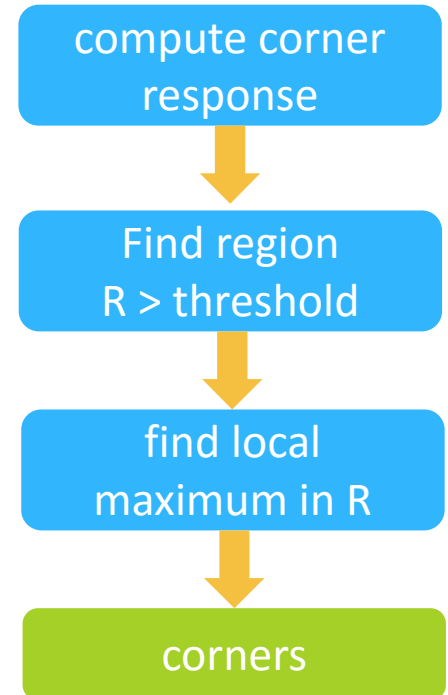 compute corner
response
Find region
R > threshold
find local
maximum in R
corners